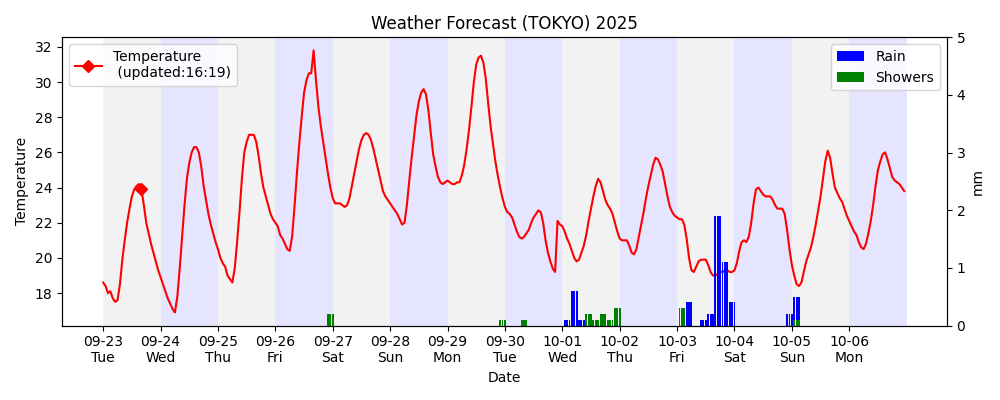 Weather Forecast (TOKYO) 2025
Temperature
(updated:16:19)
Rain
Showers
32
30
28
26
24
22
20
18
Temperature
5
4
3
2
1
0
mm
09-23 09-24 09-25 09-26 09-27 09-28 09-29 09-30 10-01 10-02 10-03 10-04 10-05 10-06
Tue Wed Thu Fri Sat Sun Mon Tue Wed Thu Fri Sat Sun Mon
Date